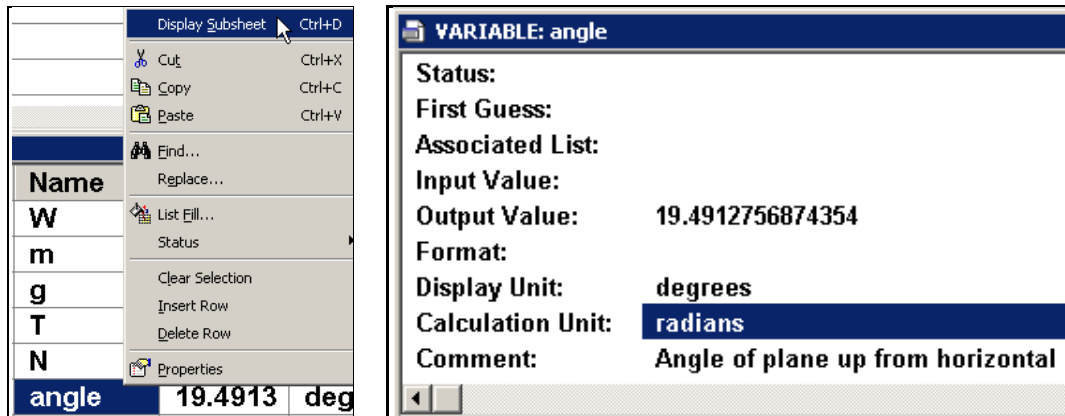 Display Subsheet Ctrl+D
Cut Ctrl+X
Copy Ctrl+C
Paste Ctrl+V
Find...
Replace...
List Fill...
Status
Clear Selection
Insert Row
Delete Row
Properties
Name
W
m
g
T
N
angle 19.4913 deg
VARIABLE: angle
Status:
First Guess:
Associated List:
Input Value:
Output Value: 19.4912756874354
Format:
Display Unit: degrees
Calculation Unit: radians
Comment: Angle of plane up from horizontal